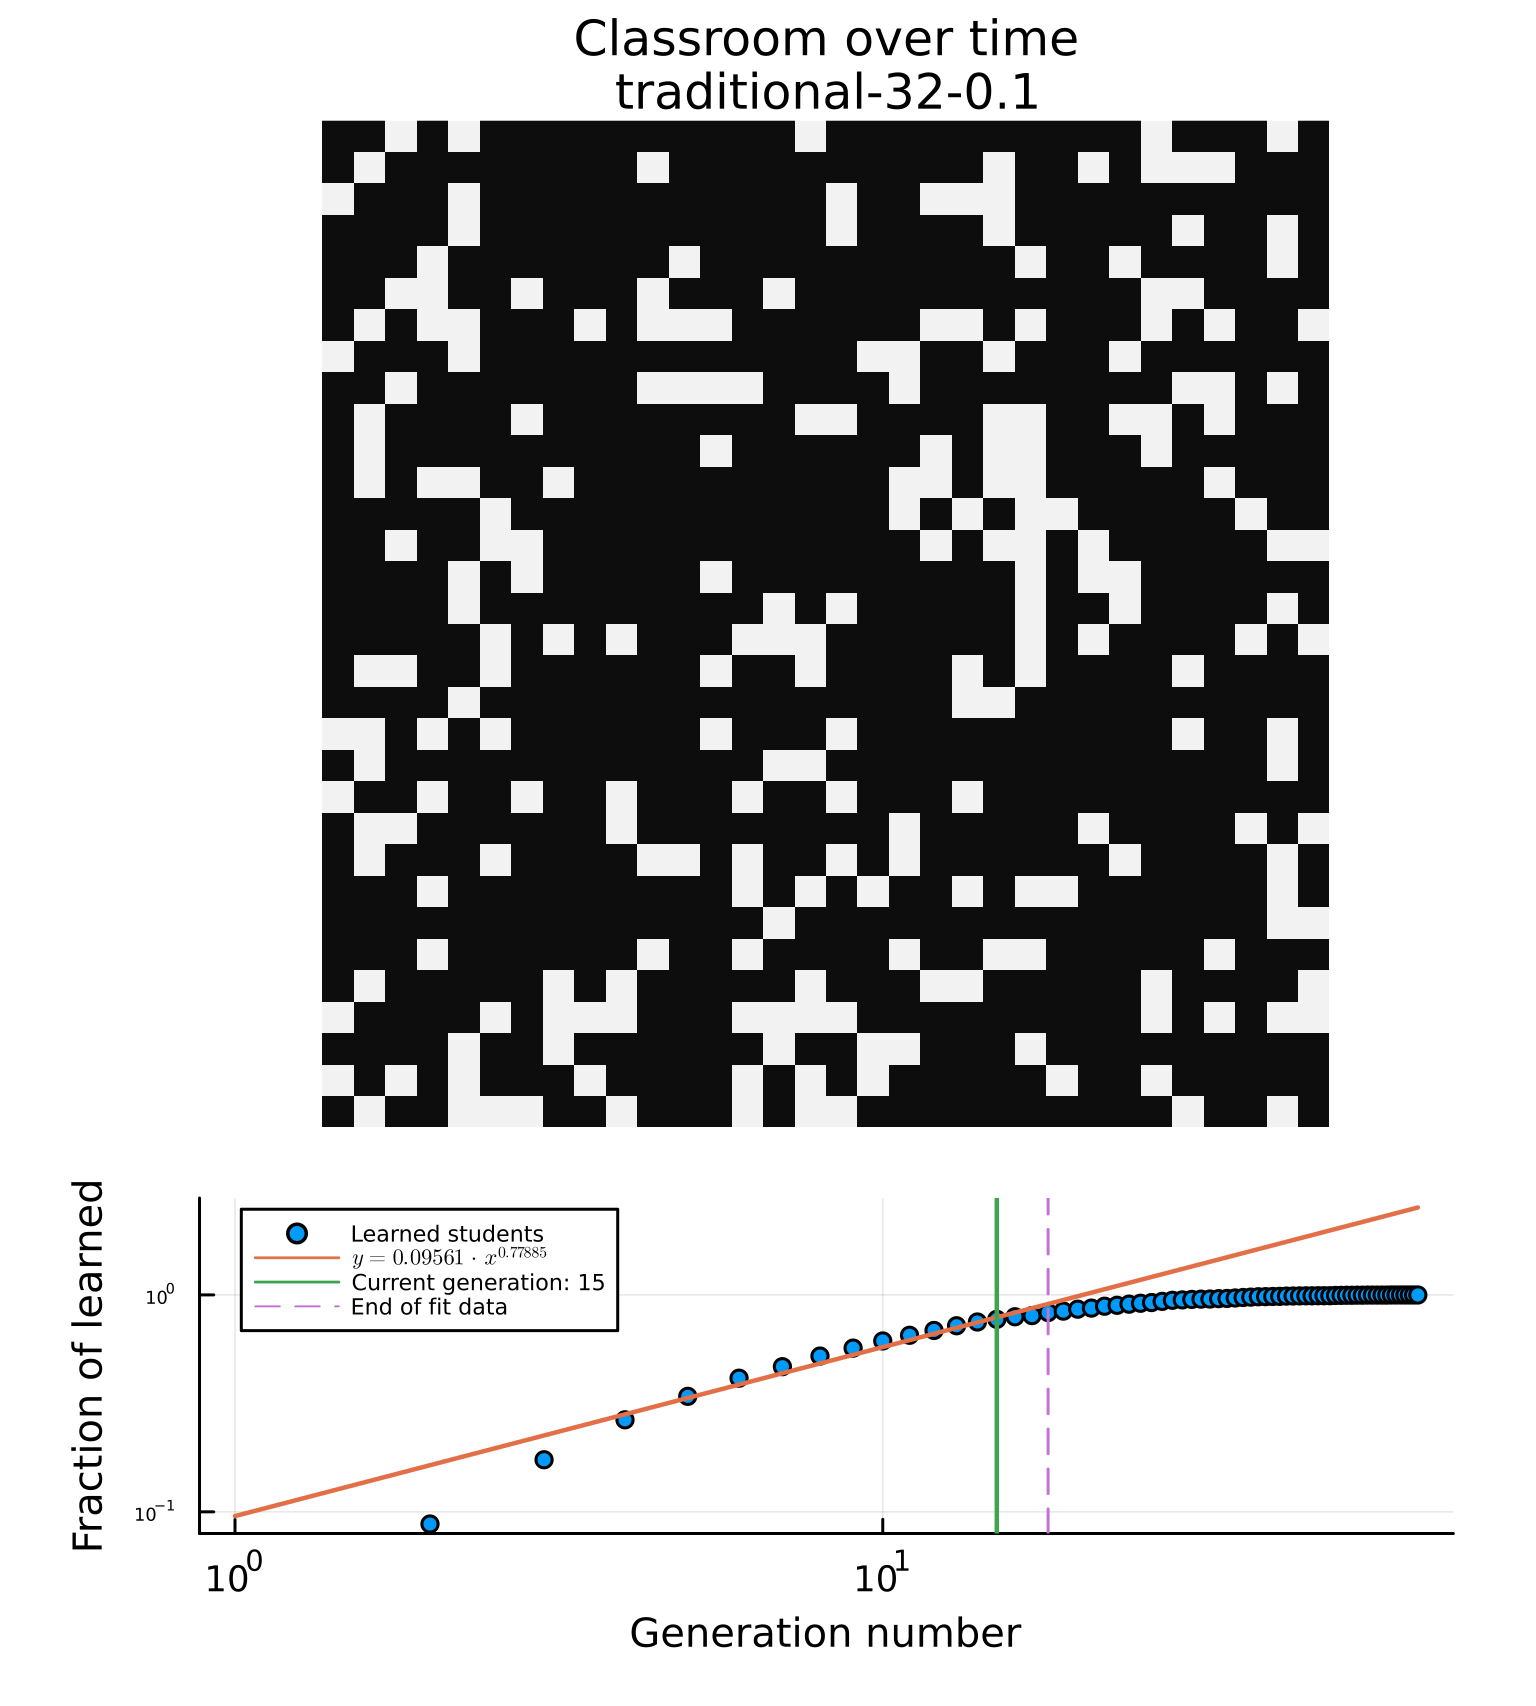 Classroom over time
traditional-32-0.1
Fraction of learned
10^0
10^-1
Learned students
y = 0.09561 · x^0.77885
Current generation: 15
End of fit data
10^0
10^1
Generation number